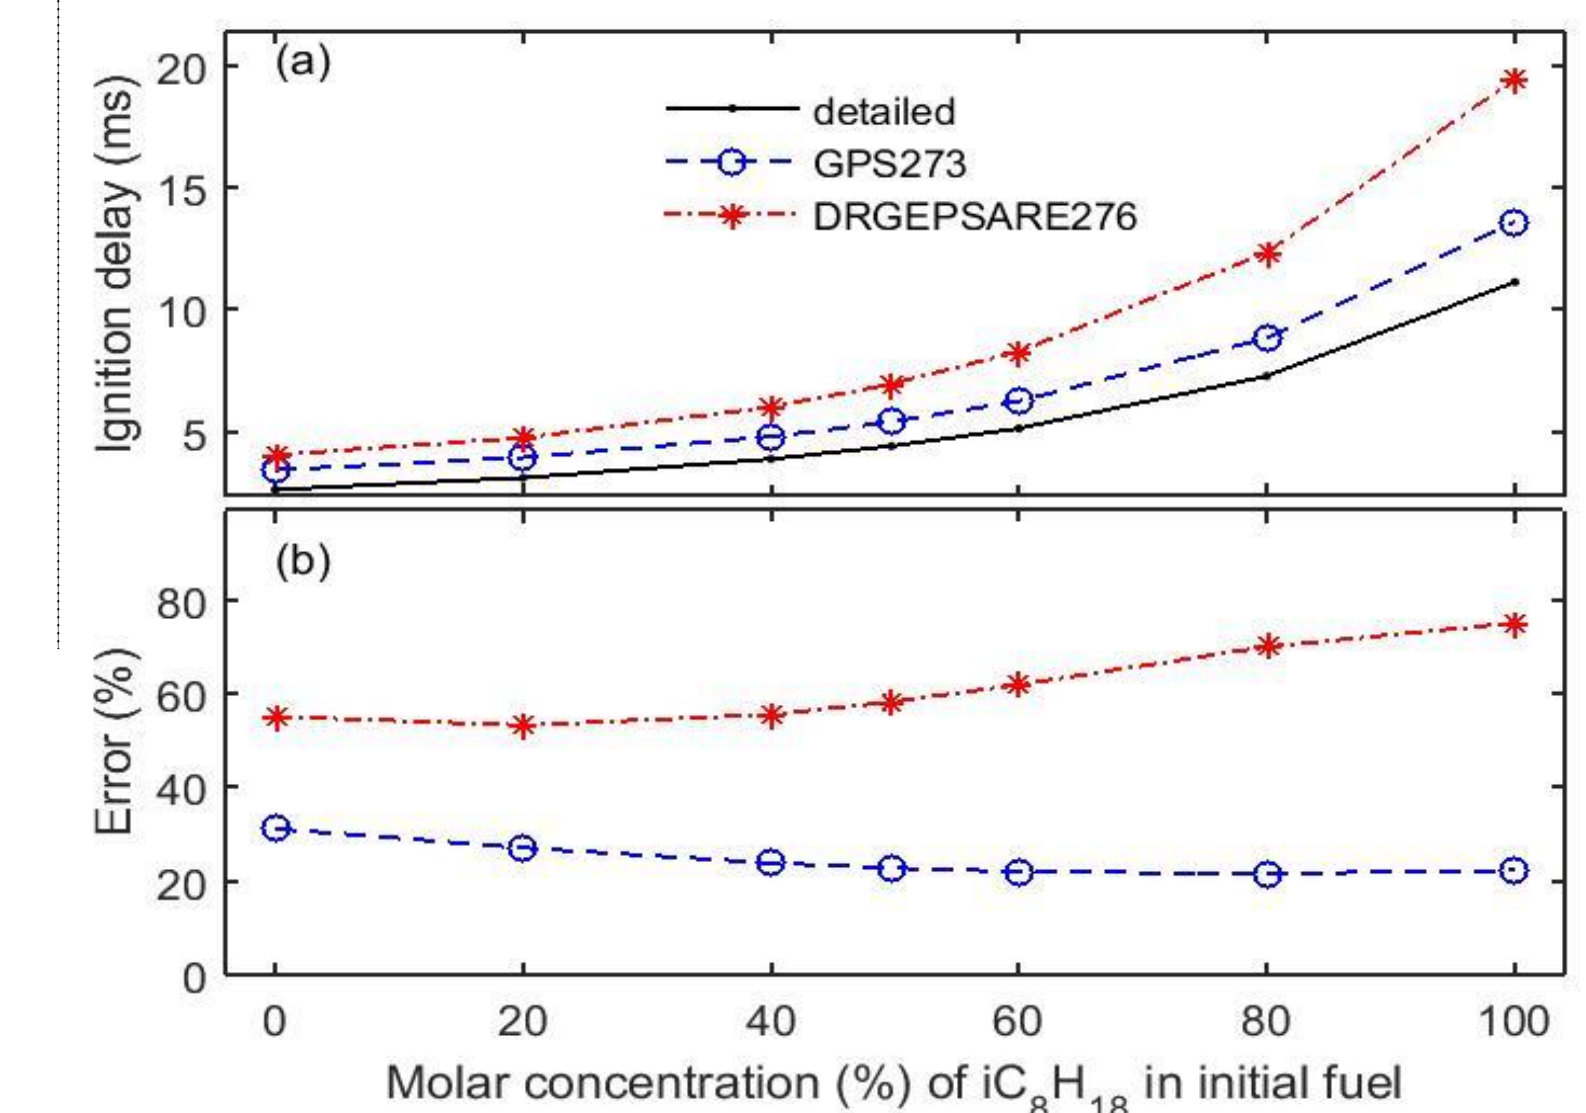 (a)
20
15
10
5
Ignition delay (ms)
detailed
GPS273
DRGEPSARE276
(b)
80
60
40
20
0
Error (%)
0 20 40 60 80 100
Molar concentration (%) of iC₈H₁₈ in initial fuel